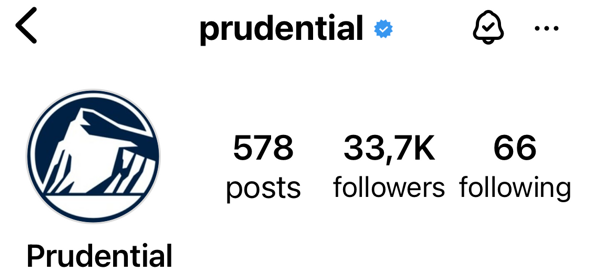 prudential
578 33,7K 66
posts followers following
Prudential